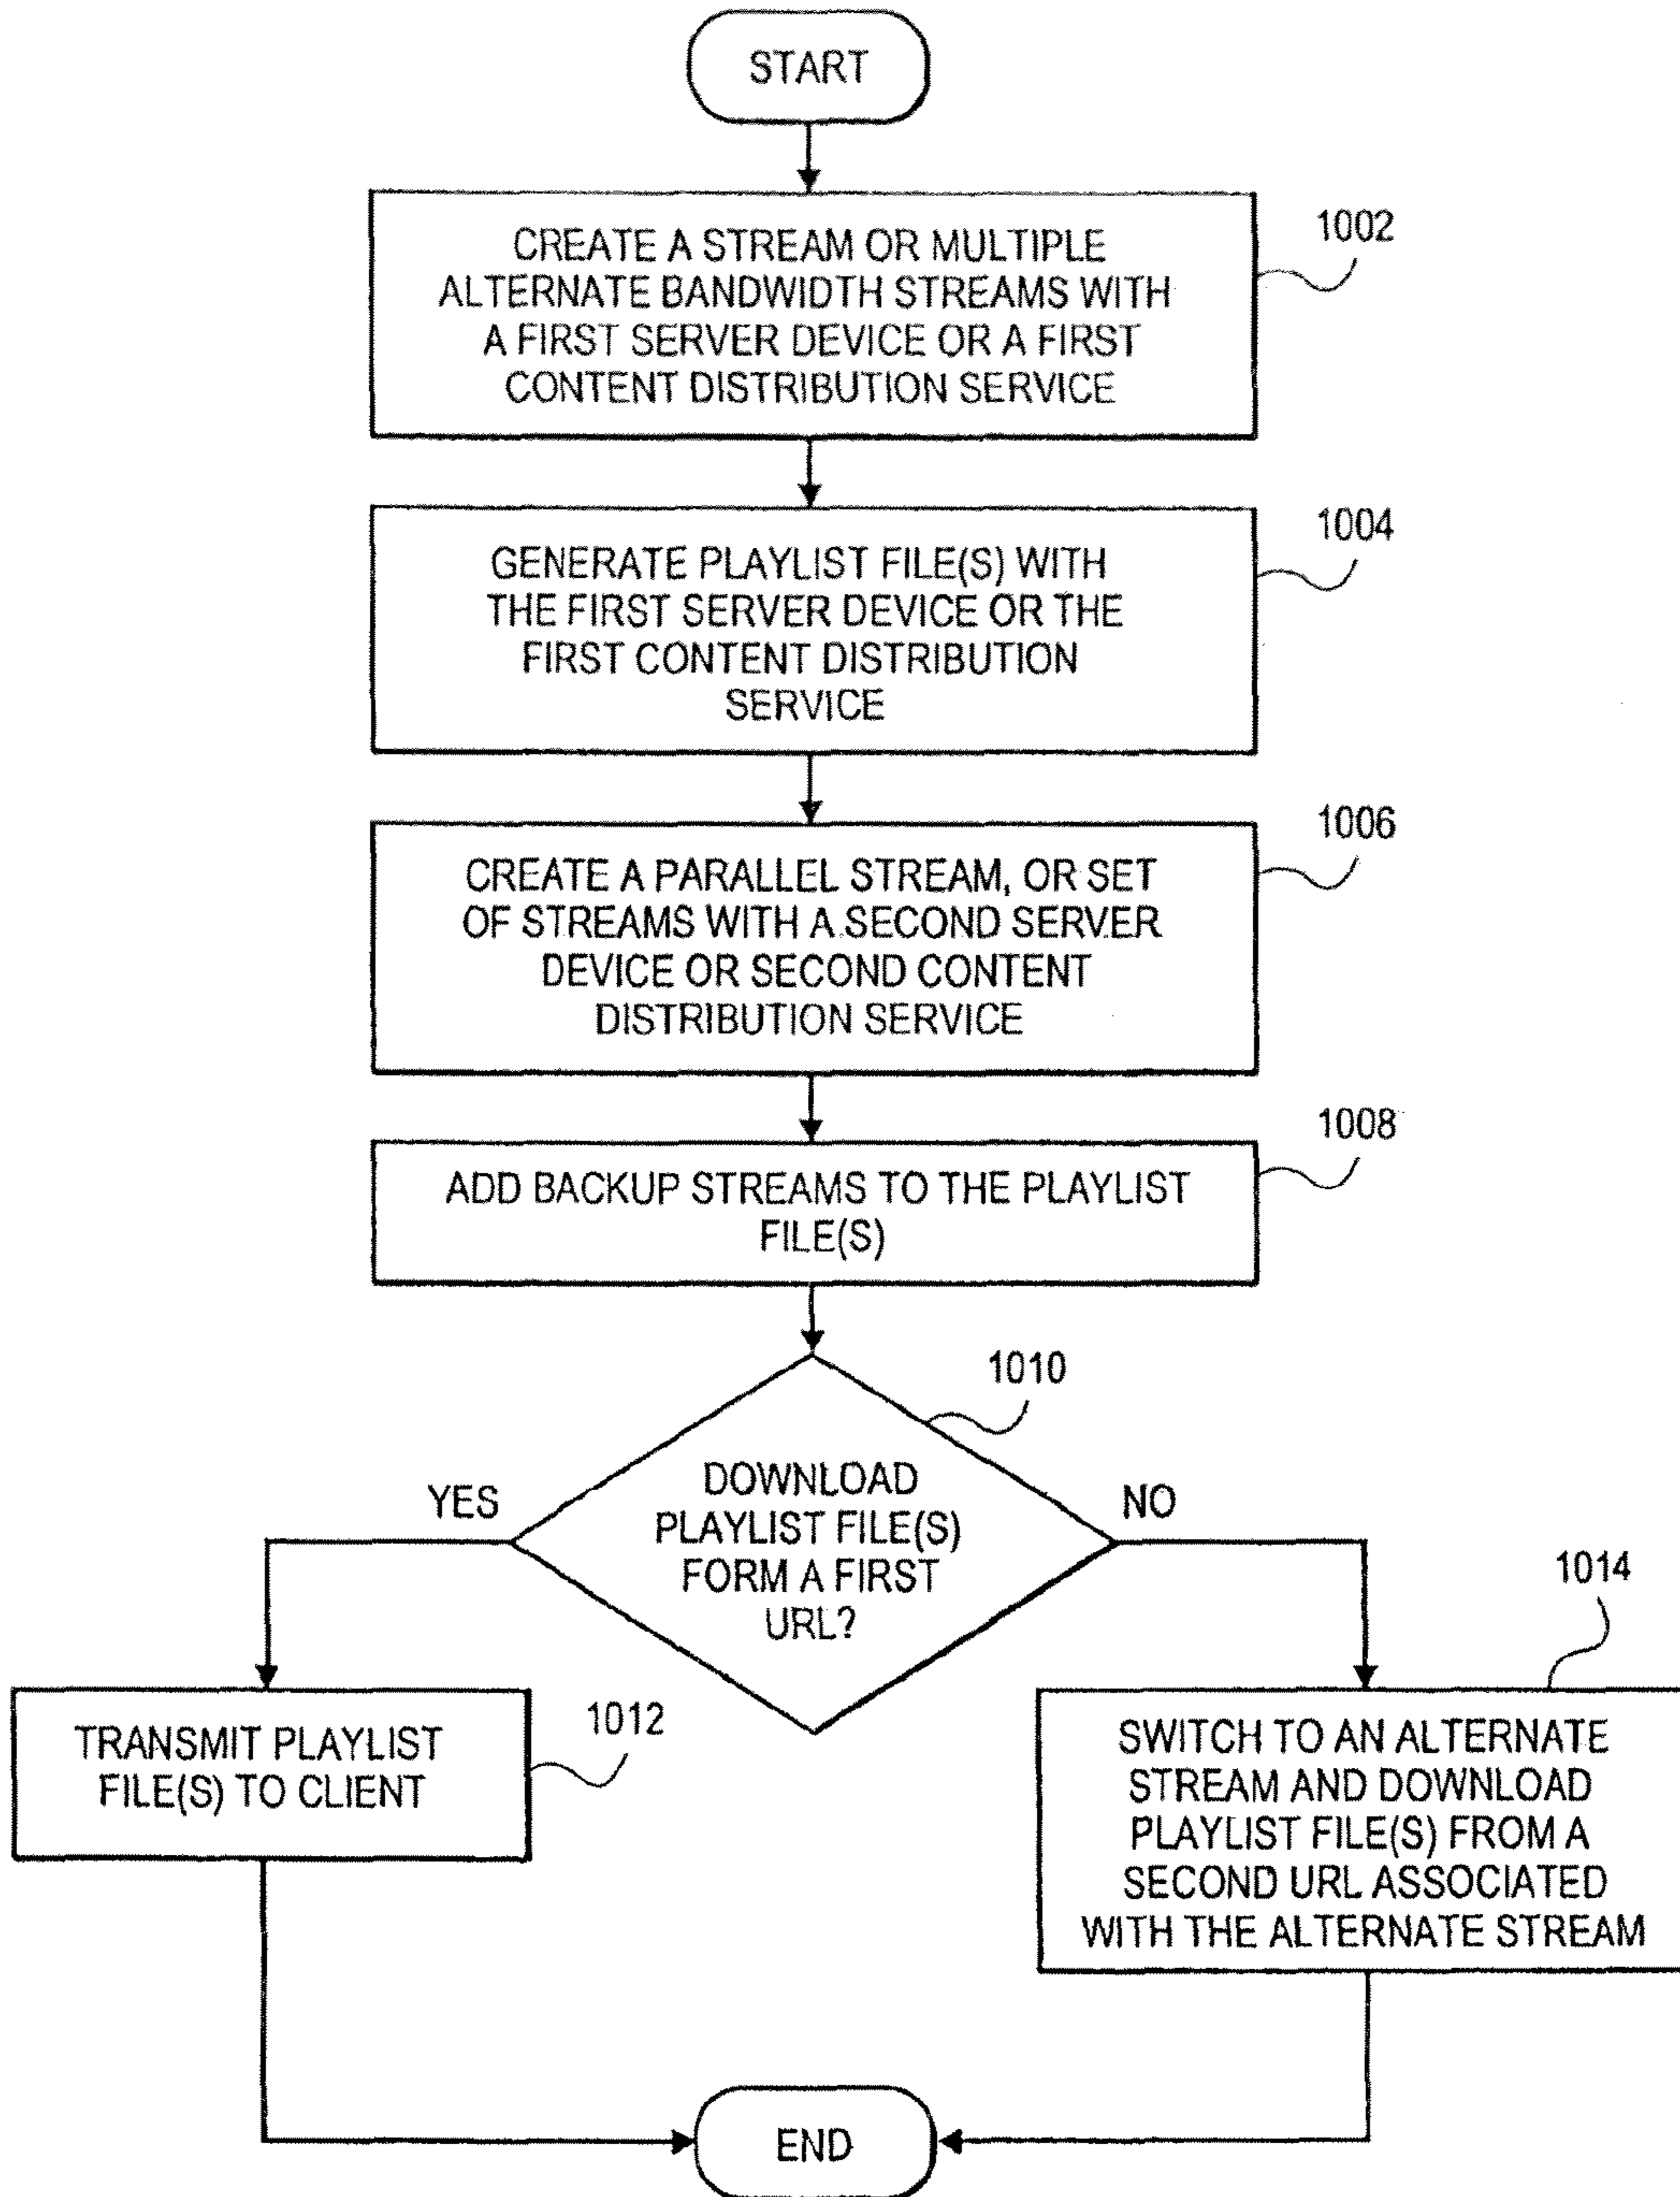 START
CREATE A STREAM OR MULTIPLE
ALTERNATE BANDWIDTH STREAMS WITH
A FIRST SERVER DEVICE OR A FIRST
CONTENT DISTRIBUTION SERVICE
1002
GENERATE PLAYLIST FILE(S) WITH
THE FIRST SERVER DEVICE OR THE
FIRST CONTENT DISTRIBUTION
SERVICE
1004
CREATE A PARALLEL STREAM, OR SET
OF STREAMS WITH A SECOND SERVER
DEVICE OR SECOND CONTENT
DISTRIBUTION SERVICE
1006
ADD BACKUP STREAMS TO THE PLAYLIST
FILE(S)
1008
1010
DOWNLOAD
PLAYLIST FILE(S)
FORM A FIRST
URL?
YES
NO
TRANSMIT PLAYLIST
FILE(S) TO CLIENT
1012
1014
SWITCH TO AN ALTERNATE
STREAM AND DOWNLOAD
PLAYLIST FILE(S) FROM A
SECOND URL ASSOCIATED
WITH THE ALTERNATE STREAM
END